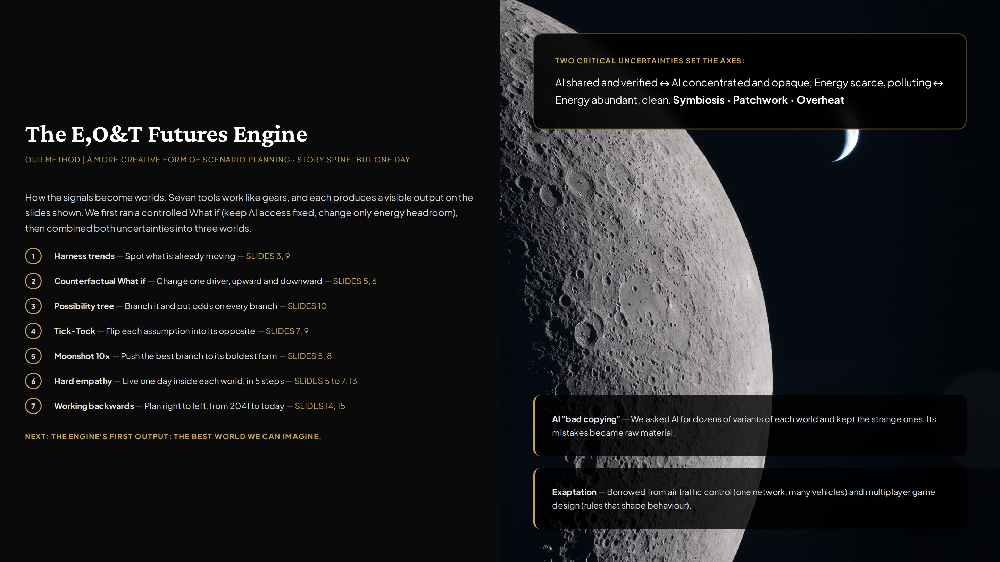 The E,O&T Futures Engine
OUR METHOD | A MORE CREATIVE FORM OF SCENARIO PLANNING · STORY SPINE: BUT ONE DAY
How the signals become worlds. Seven tools work like gears, and each produces a visible output on the
slides shown. We first ran a controlled What if (keep AI access fixed, change only energy headroom),
then combined both uncertainties into three worlds.
1 Harness trends — Spot what is already moving — SLIDES 3, 9
2 Counterfactual What if — Change one driver, upward and downward — SLIDES 5, 6
3 Possibility tree — Branch it and put odds on every branch — SLIDES 10
4 Tick-Tock — Flip each assumption into its opposite — SLIDES 7, 9
5 Moonshot 10× — Push the best branch to its boldest form — SLIDES 5, 8
6 Hard empathy — Live one day inside each world, in 5 steps — SLIDES 5 to 7, 13
7 Working backwards — Plan right to left, from 2041 to today — SLIDES 14, 15
NEXT: THE ENGINE'S FIRST OUTPUT: THE BEST WORLD WE CAN IMAGINE.
TWO CRITICAL UNCERTAINTIES SET THE AXES:
AI shared and verified ↔ AI concentrated and opaque; Energy scarce, polluting ↔
Energy abundant, clean. Symbiosis · Patchwork · Overheat
AI "bad copying" — We asked AI for dozens of variants of each world and kept the strange ones. Its
mistakes became raw material.
Exaptation — Borrowed from air traffic control (one network, many vehicles) and multiplayer game
design (rules that shape behaviour).